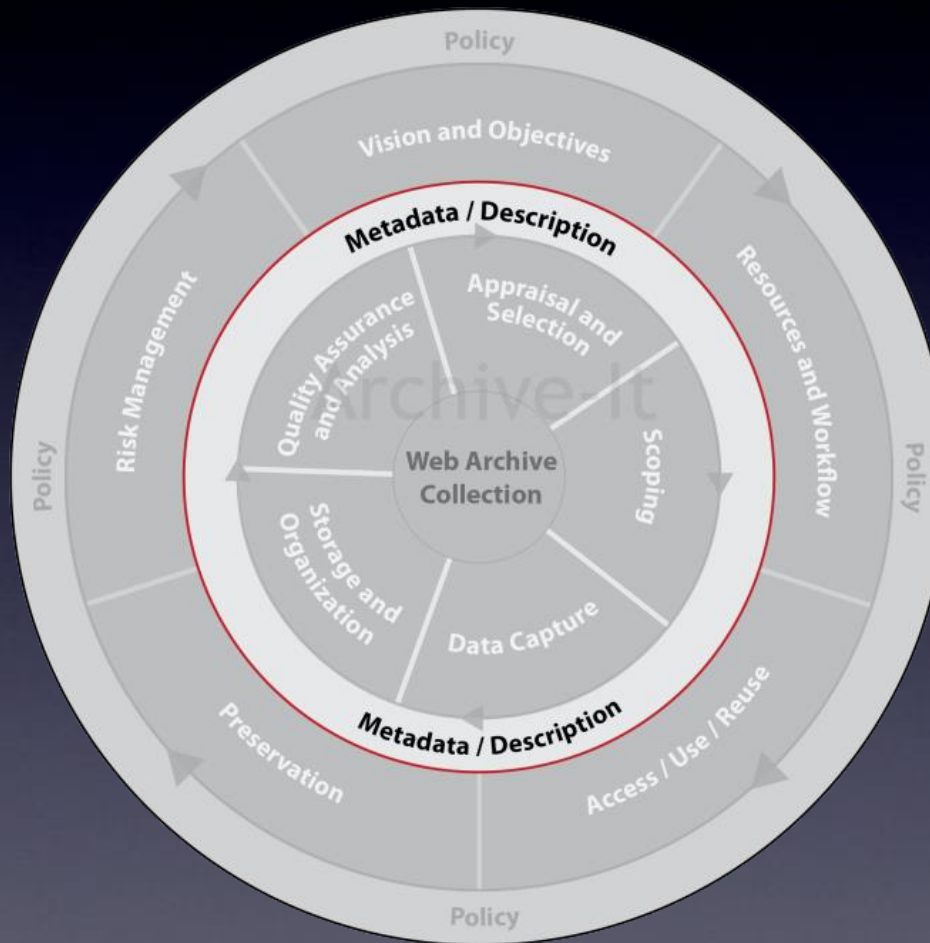 Policy
Vision and Objectives
Metadata / Description
Appraisal and
Selection
Quality Assurance
and Analysis
Risk Management
Resources and Workflow
Archive-It
Web Archive
Collection
Scoping
Policy
Policy
Storage and
Organization
Data Capture
Metadata / Description
Preservation
Access / Use / Reuse
Policy